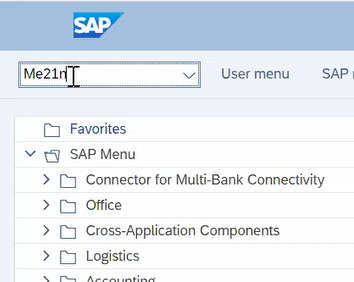 SAP
Me21n User menu SAP
Favorites
SAP Menu
Connector for Multi-Bank Connectivity
Office
Cross-Application Components
Logistics
Accounting